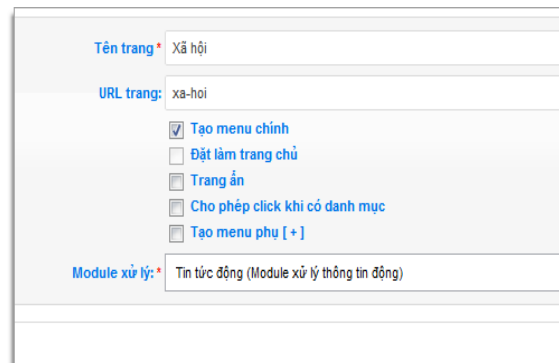 Tên trang * Xã hội
URL trang: xa-hoi
Tạo menu chính
Đặt làm trang chủ
Trang ẩn
Cho phép click khi có danh mục
Tạo menu phụ [ + ]
Module xử lý: * Tin tức động (Module xử lý thông tin động)